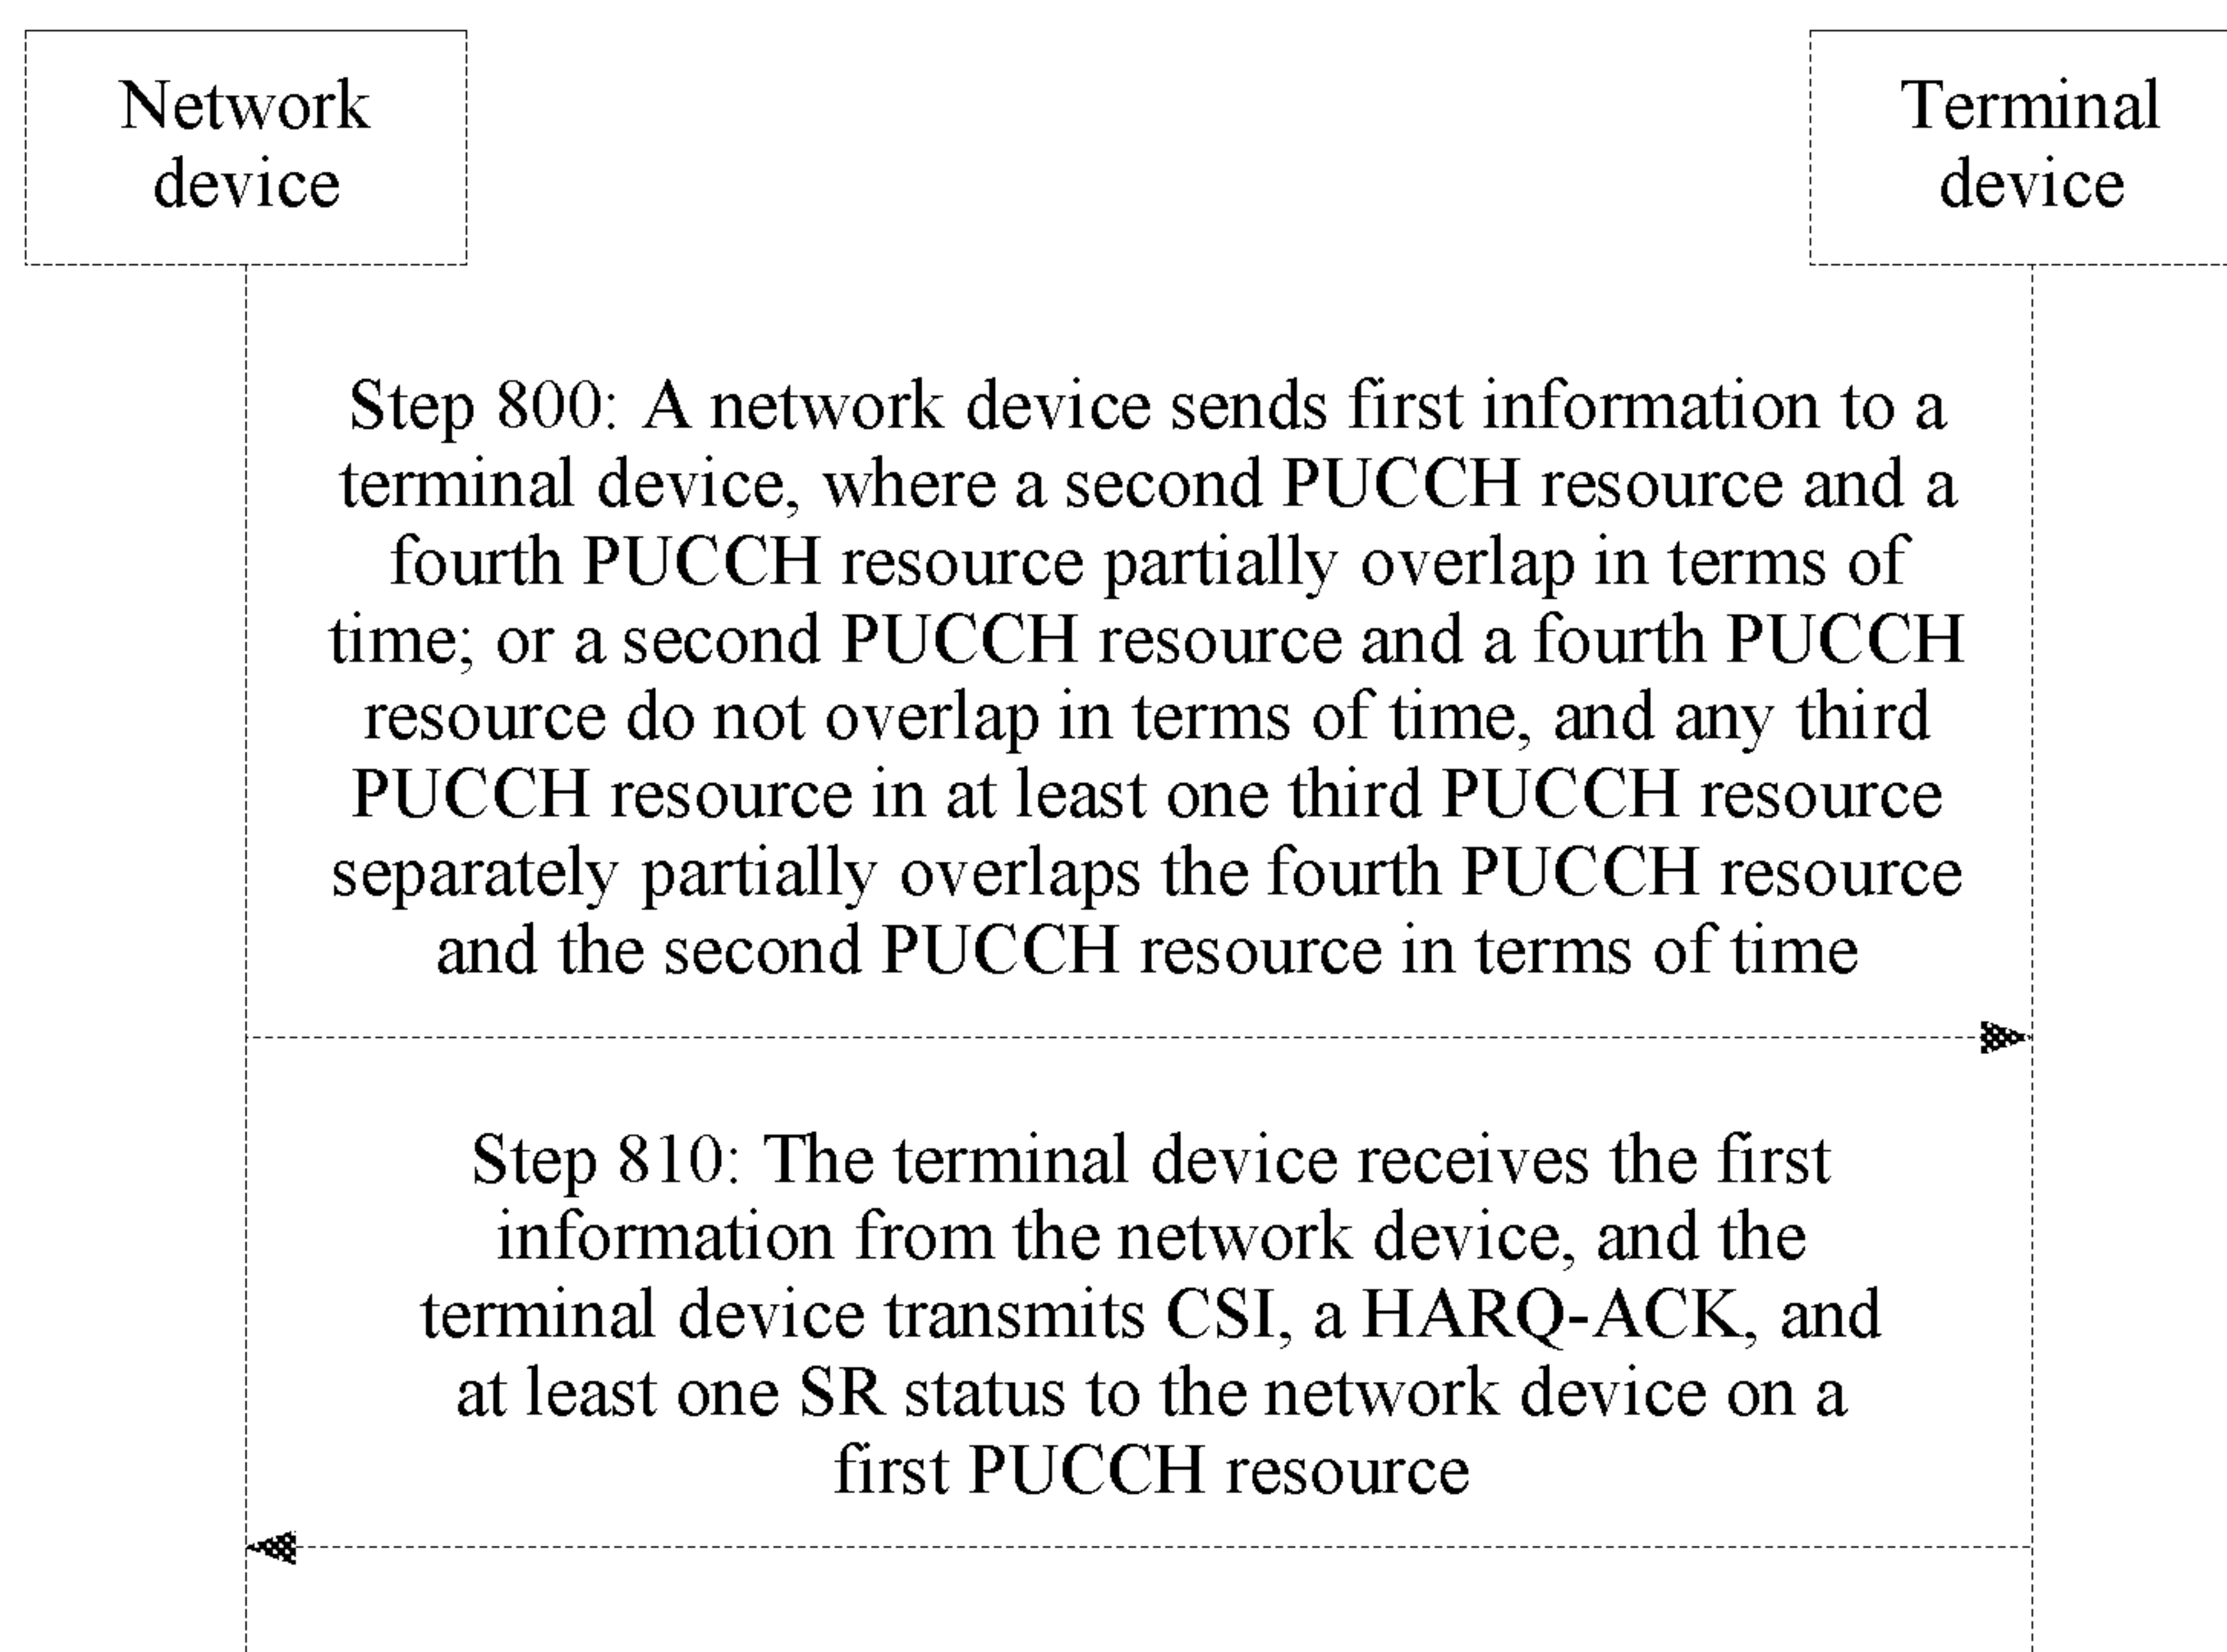 Network
device
Terminal
device
Step 800: A network device sends first information to a
terminal device, where a second PUCCH resource and a
fourth PUCCH resource partially overlap in terms of
time; or a second PUCCH resource and a fourth PUCCH
resource do not overlap in terms of time, and any third
PUCCH resource in at least one third PUCCH resource
separately partially overlaps the fourth PUCCH resource
and the second PUCCH resource in terms of time
Step 810: The terminal device receives the first
information from the network device, and the
terminal device transmits CSI, a HARQ-ACK, and
at least one SR status to the network device on a
first PUCCH resource